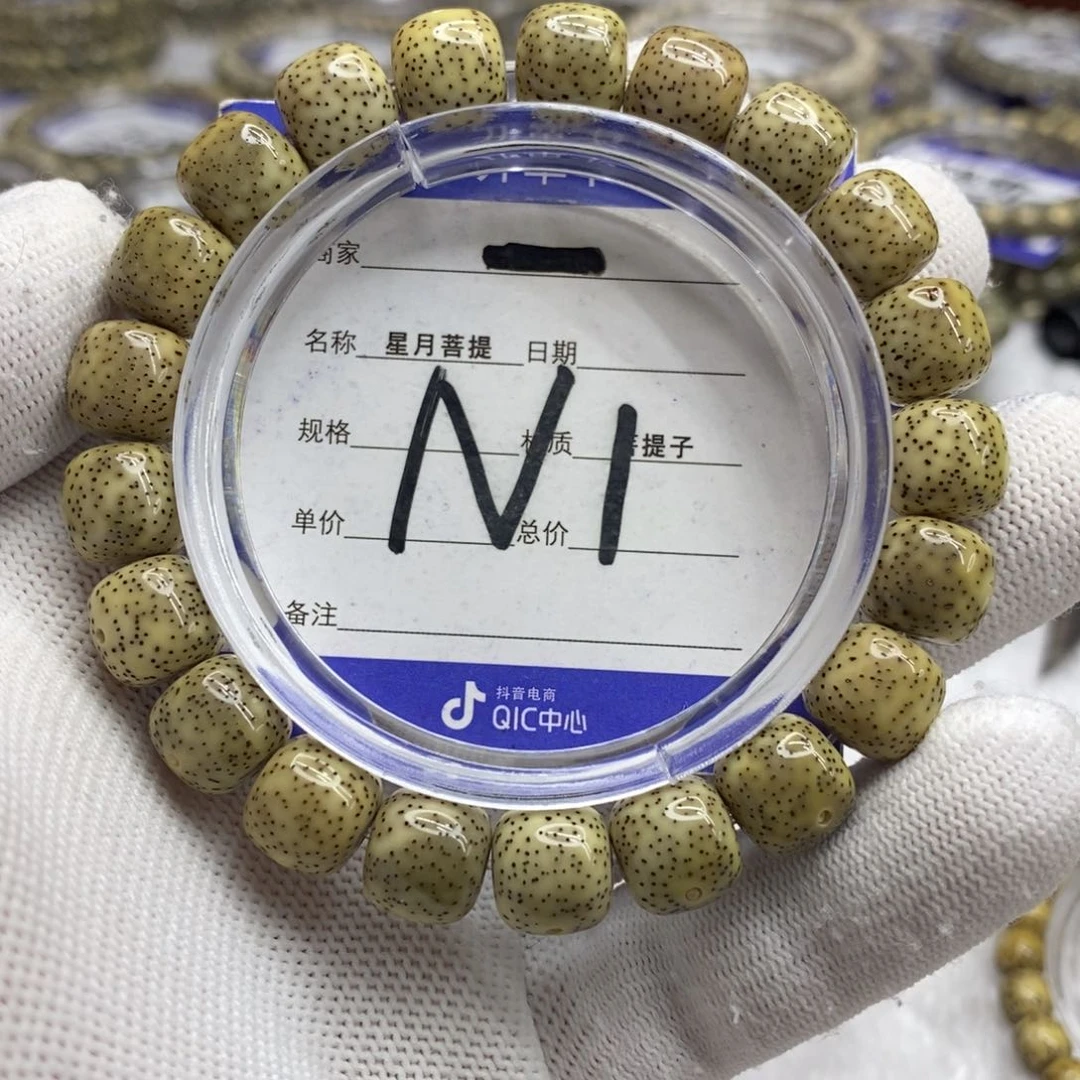 商家
名称 星月菩提 日期
规格 材质 菩提子
单价 总价
N1
备注
抖音电商
QIC中心